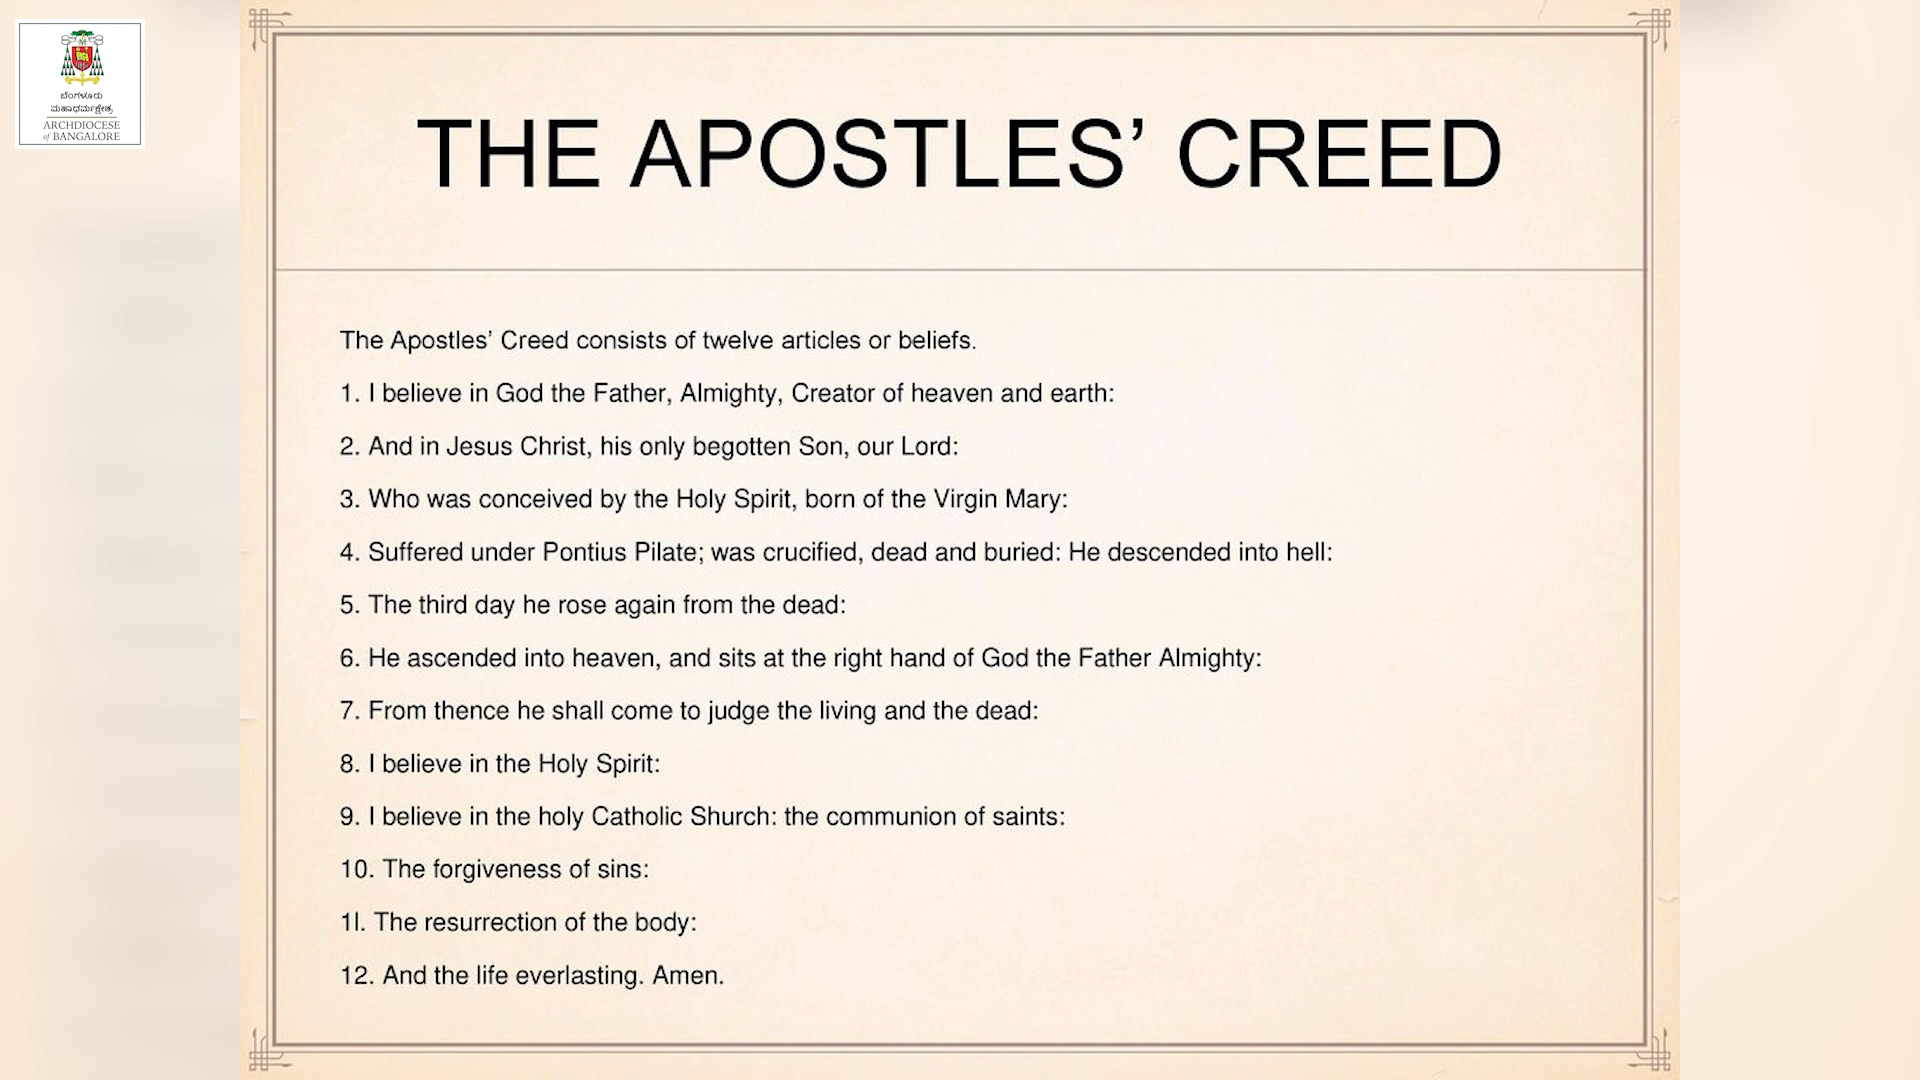 ಬೆಂಗಳೂರು
ಮಹಾಧರ್ಮಕ್ಷೇತ್ರ
ARCHDIOCESE
of BANGALORE
THE APOSTLES’ CREED
The Apostles’ Creed consists of twelve articles or beliefs.
1. I believe in God the Father, Almighty, Creator of heaven and earth:
2. And in Jesus Christ, his only begotten Son, our Lord:
3. Who was conceived by the Holy Spirit, born of the Virgin Mary:
4. Suffered under Pontius Pilate; was crucified, dead and buried: He descended into hell:
5. The third day he rose again from the dead:
6. He ascended into heaven, and sits at the right hand of God the Father Almighty:
7. From thence he shall come to judge the living and the dead:
8. I believe in the Holy Spirit:
9. I believe in the holy Catholic Shurch: the communion of saints:
10. The forgiveness of sins:
1l. The resurrection of the body:
12. And the life everlasting. Amen.